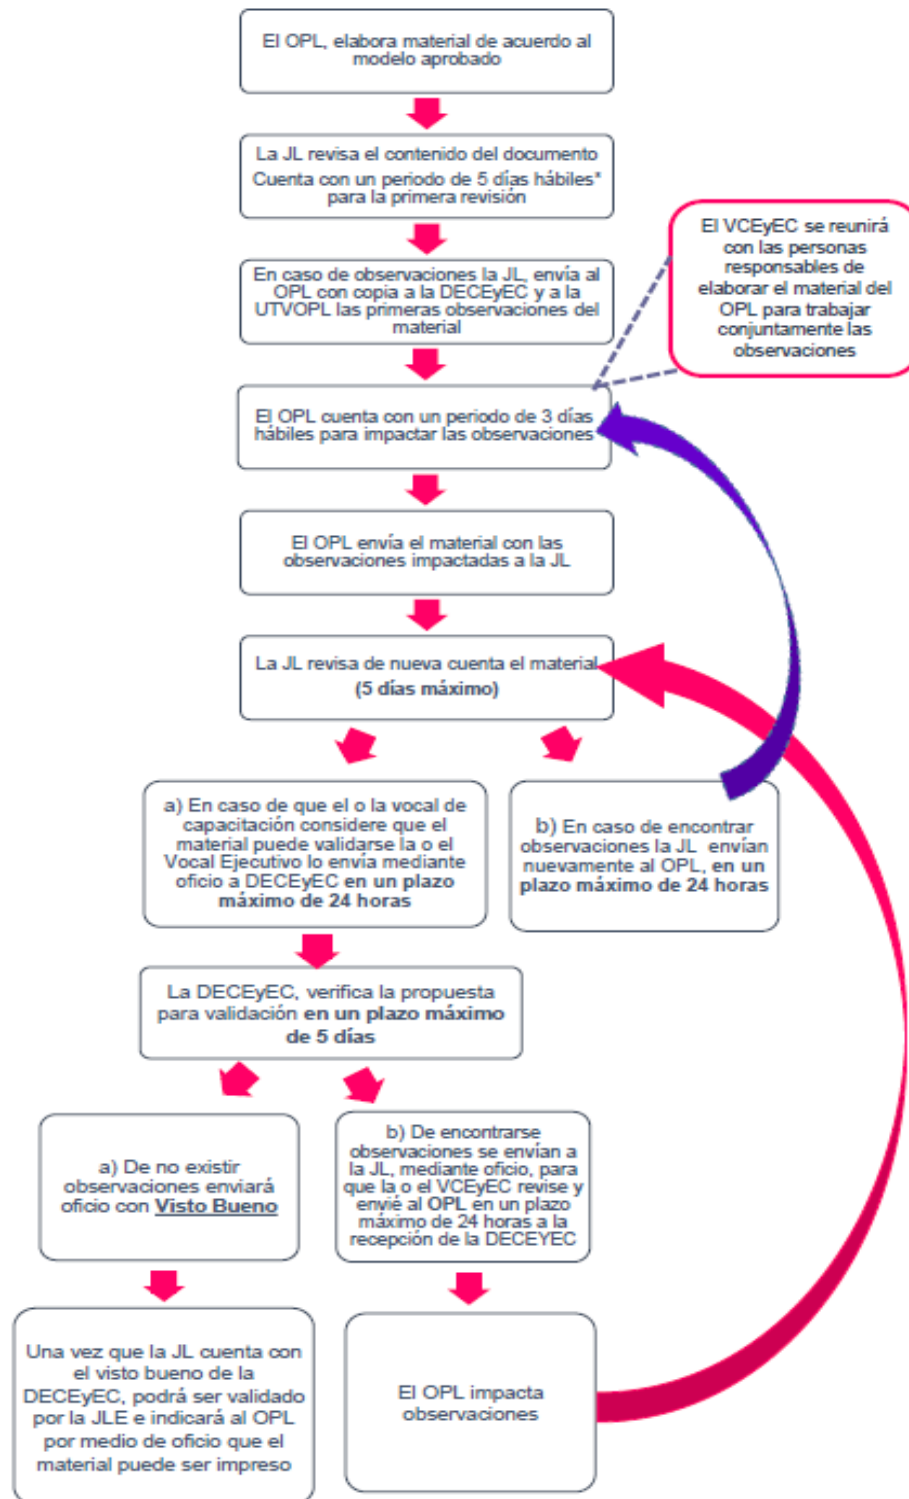 El OPL, elabora material de acuerdo al
modelo aprobado
La JL revisa el contenido del documento
Cuenta con un periodo de 5 días hábiles*
para la primera revisión
El VCEyEC se reunirá
con las personas
responsables de
elaborar el material del
OPL para trabajar
conjuntamente las
observaciones
En caso de observaciones la JL, envía al
OPL con copia a la DECEyEC y a la
UTVOPL las primeras observaciones del
material
El OPL cuenta con un periodo de 3 días
hábiles para impactar las observaciones
El OPL envía el material con las
observaciones impactadas a la JL
La JL revisa de nueva cuenta el material
(5 días máximo)
a) En caso de que el o la vocal de
capacitación considere que el
material puede validarse la o el
Vocal Ejecutivo lo envía mediante
oficio a DECEyEC en un plazo
máximo de 24 horas
b) En caso de encontrar
observaciones la JL envían
nuevamente al OPL, en un
plazo máximo de 24 horas
La DECEyEC, verifica la propuesta
para validación en un plazo máximo
de 5 días
a) De no existir
observaciones enviará
oficio con Visto Bueno
b) De encontrarse
observaciones se envían a
la JL, mediante oficio, para
que la o el VCEyEC revise y
envié al OPL en un plazo
máximo de 24 horas a la
recepción de la DECEYEC
Una vez que la JL cuenta con
el visto bueno de la
DECEyEC, podrá ser validado
por la JLE e indicará al OPL
por medio de oficio que el
material puede ser impreso
El OPL impacta
observaciones